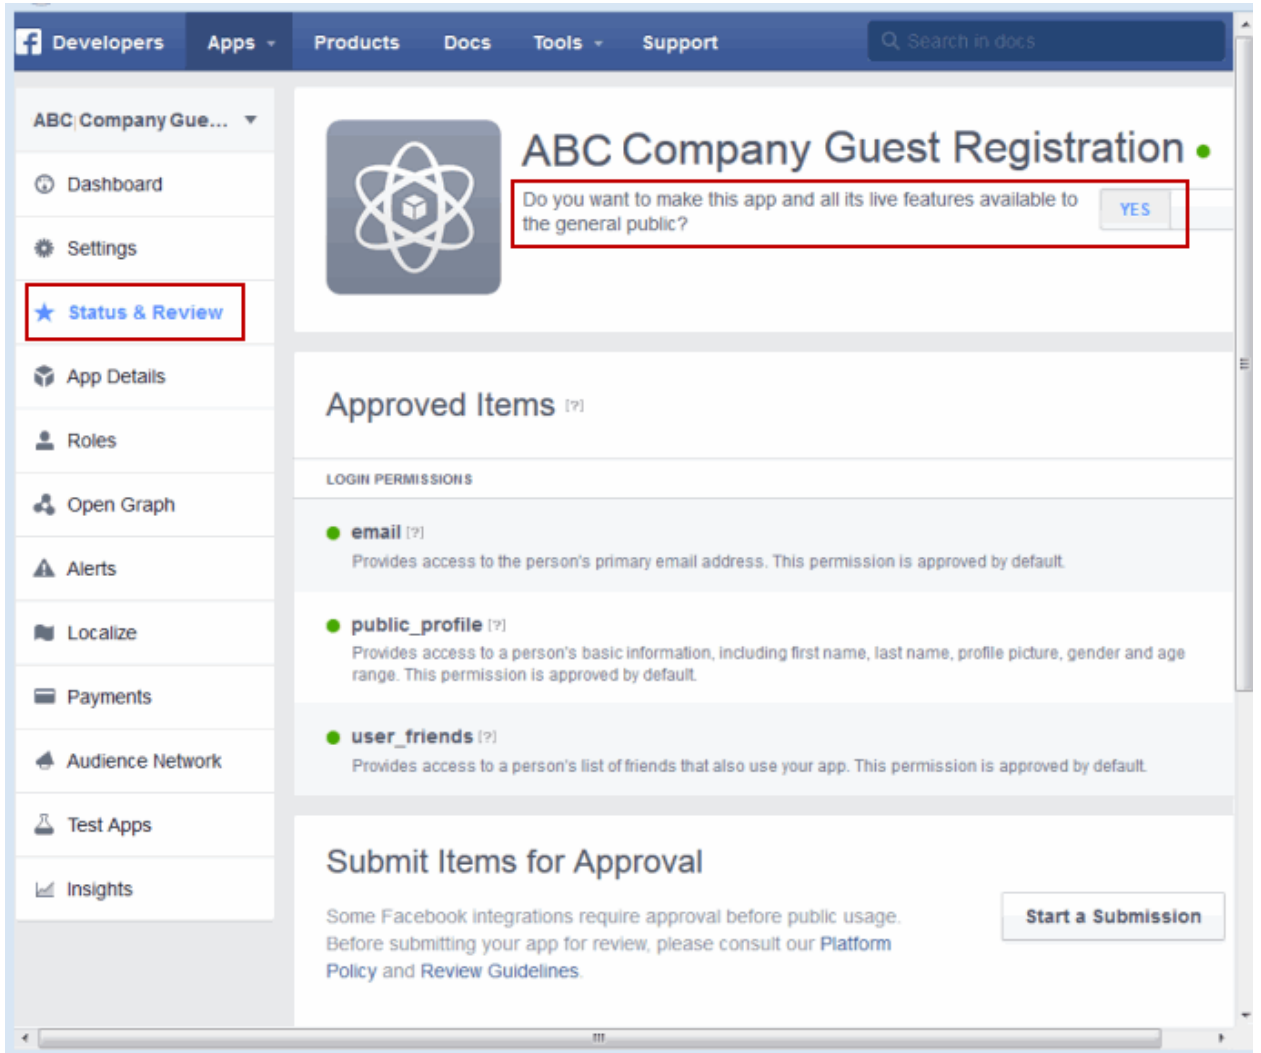 f Developers Apps Products Docs Tools Support Search in docs
ABC Company Gue...
Dashboard
Settings
Status & Review
App Details
Roles
Open Graph
Alerts
Localize
Payments
Audience Network
Test Apps
Insights
ABC Company Guest Registration
Do you want to make this app and all its live features available to
the general public?
YES
Approved Items [?]
LOGIN PERMISSIONS
email [?]
Provides access to the person's primary email address. This permission is approved by default.
public_profile [?]
Provides access to a person's basic information, including first name, last name, profile picture, gender and age
range. This permission is approved by default.
user_friends [?]
Provides access to a person's list of friends that also use your app. This permission is approved by default.
Submit Items for Approval
Some Facebook integrations require approval before public usage.
Before submitting your app for review, please consult our Platform
Policy and Review Guidelines.
Start a Submission